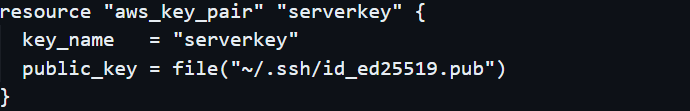 resource "aws_key_pair" "serverkey" {
  key_name   = "serverkey"
  public_key = file("~/.ssh/id_ed25519.pub")
}